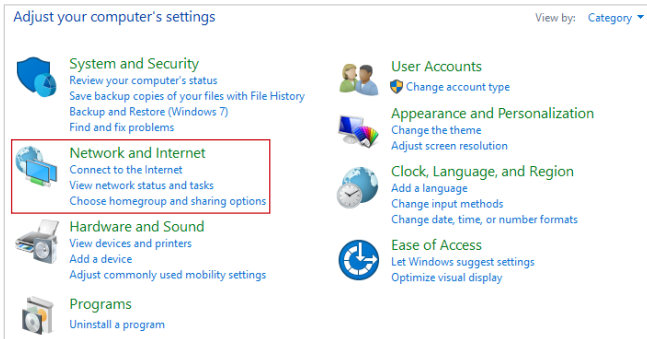 Adjust your computer's settings
View by: Category
System and Security
Review your computer's status
Save backup copies of your files with File History
Backup and Restore (Windows 7)
Find and fix problems
Network and Internet
Connect to the Internet
View network status and tasks
Choose homegroup and sharing options
Hardware and Sound
View devices and printers
Add a device
Adjust commonly used mobility settings
Programs
Uninstall a program
User Accounts
Change account type
Appearance and Personalization
Change the theme
Adjust screen resolution
Clock, Language, and Region
Add a language
Change input methods
Change date, time, or number formats
Ease of Access
Let Windows suggest settings
Optimize visual display